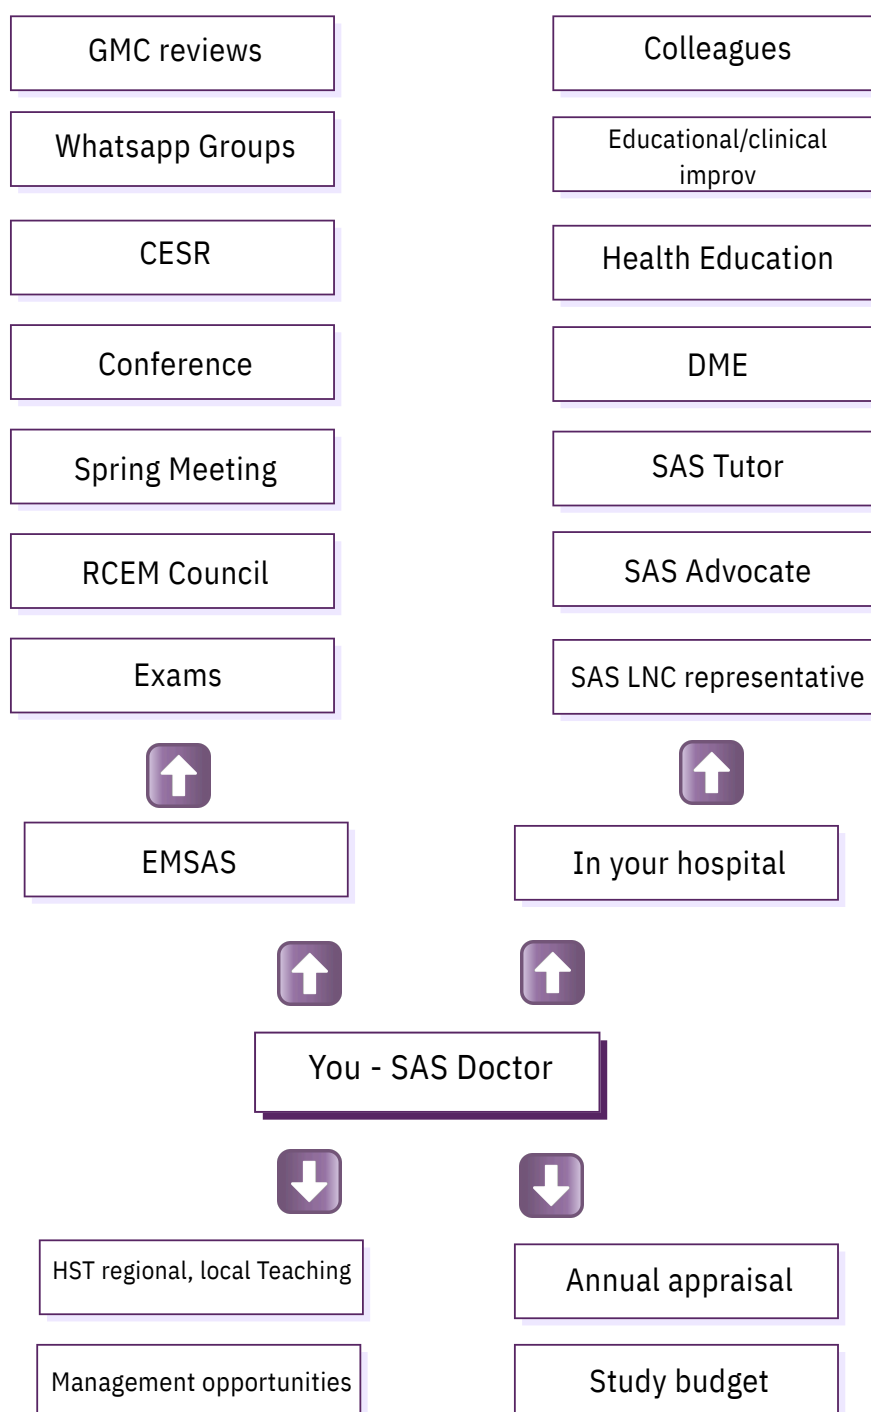 GMC reviews
Whatsapp Groups
CESR
Conference
Spring Meeting
RCEM Council
Exams
EMSAS
Colleagues
Educational/clinical
improv
Health Education
DME
SAS Tutor
SAS Advocate
SAS LNC representative
In your hospital
You - SAS Doctor
HST regional, local Teaching
Management opportunities
Annual appraisal
Study budget